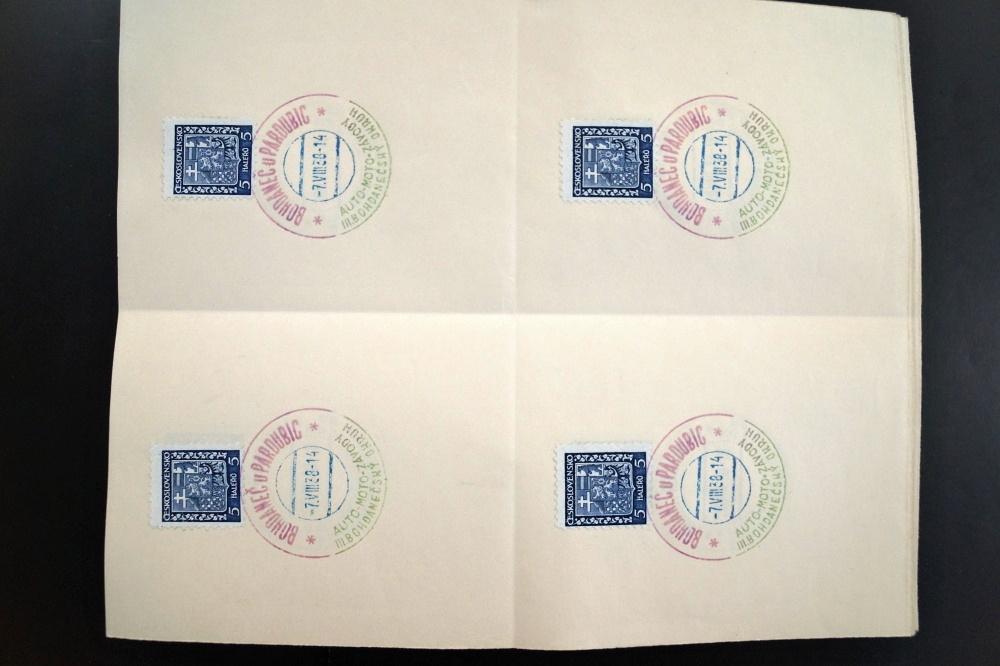 ČESKOSLOVENSKO
5 HALÉŘŮ 5
BOHDANEČ U PARDUBIC
-7.VIII.38-14
AUTO-MOTO-ZÁVODY
III.BOHDANEČSKÝ OKRUH
ČESKOSLOVENSKO
5 HALÉŘŮ 5
BOHDANEČ U PARDUBIC
-7.VIII.38-14
AUTO-MOTO-ZÁVODY
III.BOHDANEČSKÝ OKRUH
ČESKOSLOVENSKO
5 HALÉŘŮ 5
BOHDANEČ U PARDUBIC
-7.VIII.38-14
AUTO-MOTO-ZÁVODY
III.BOHDANEČSKÝ OKRUH
ČESKOSLOVENSKO
5 HALÉŘŮ 5
BOHDANEČ U PARDUBIC
-7.VIII.38-14
AUTO-MOTO-ZÁVODY
III.BOHDANEČSKÝ OKRUH